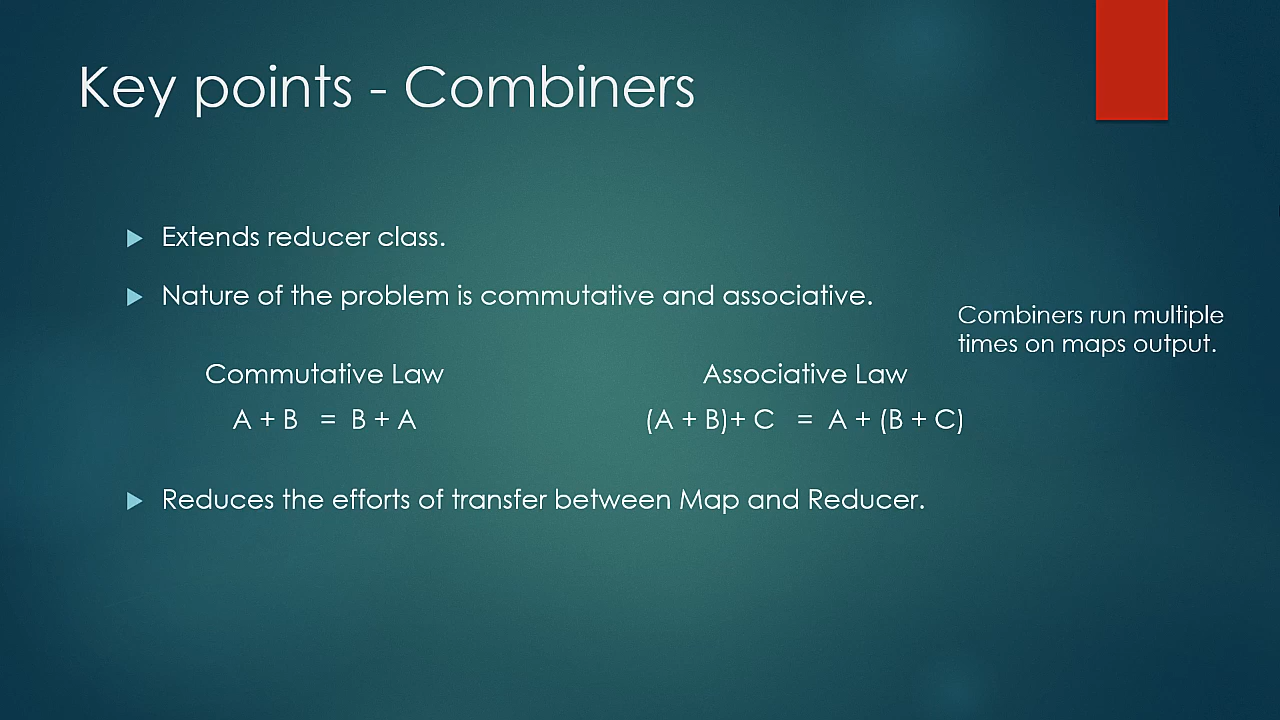 Key points - Combiners
Extends reducer class.
Nature of the problem is commutative and associative.
Combiners run multiple
times on maps output.
Commutative Law
Associative Law
A + B = B + A
(A + B)+ C = A + (B + C)
Reduces the efforts of transfer between Map and Reducer.